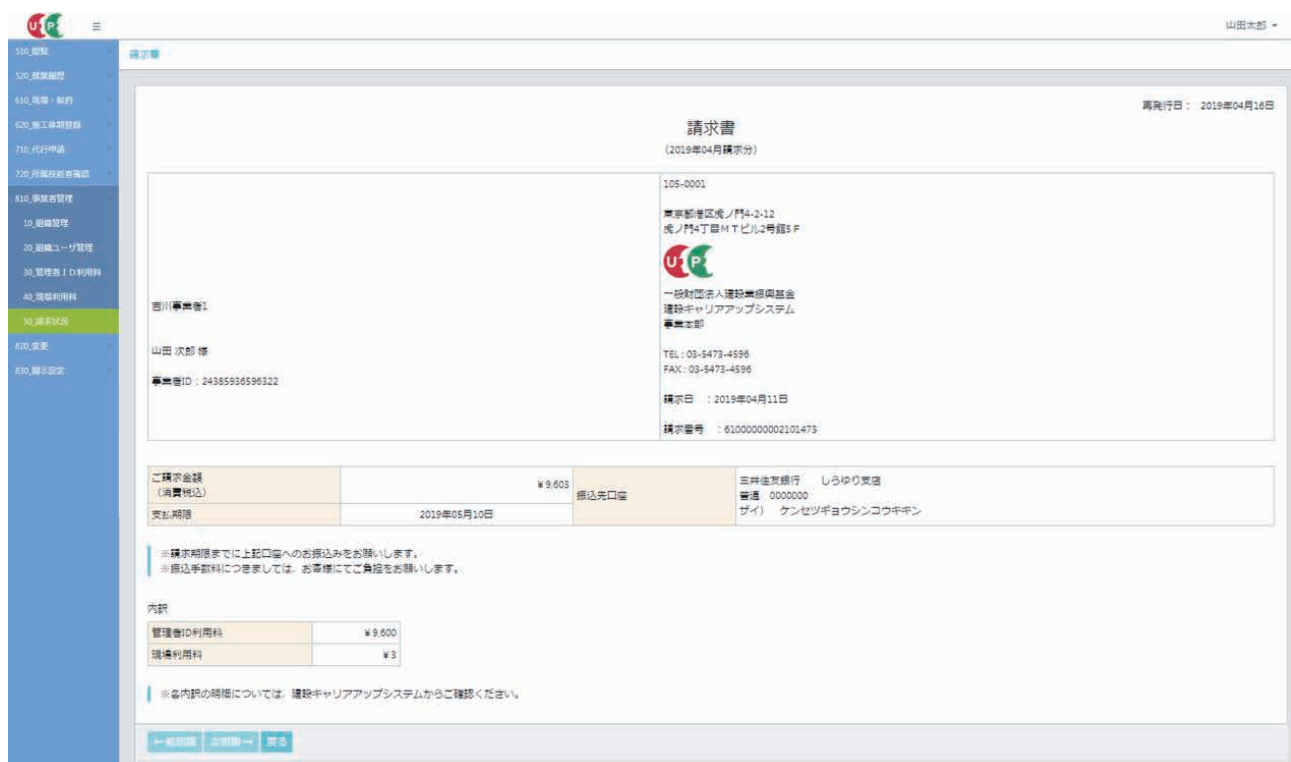 U P
山田太郎
510_閲覧
520_就業履歴
610_現場・契約
620_施工体制登録
710_代行申請
720_所属技能者確認
810_事業者管理
10_組織管理
20_組織ユーザ管理
30_管理者ID利用料
40_現場利用料
50_請求状況
820_変更
830_開示設定
請求書
再発行日： 2019年04月16日
請求書
（2019年04月請求分）
吉川事業者1
山田 次郎 様
事業者ID：24385936596322
105-0001
東京都港区虎ノ門4-2-12
虎ノ門4丁目ＭＴビル2号館5Ｆ
U P
一般財団法人建設業振興基金
建設キャリアアップシステム
事業本部
TEL：03-5473-4596
FAX：03-5473-4596
請求日 ：2019年04月11日
請求番号 ：61000000002101473
ご請求金額
（消費税込）
¥ 9,603
支払期限
2019年05月10日
振込先口座
三井住友銀行 しらゆり支店
普通 0000000
ザイ） ケンセツギョウシンコウキキン
※請求期限までに上記口座へのお振込みをお願いします。
※振込手数料につきましては、お客様にてご負担をお願いします。
内訳
管理者ID利用料 ¥ 9,600
現場利用料 ¥ 3
※各内訳の明細については、建設キャリアアップシステムからご確認ください。
戻る